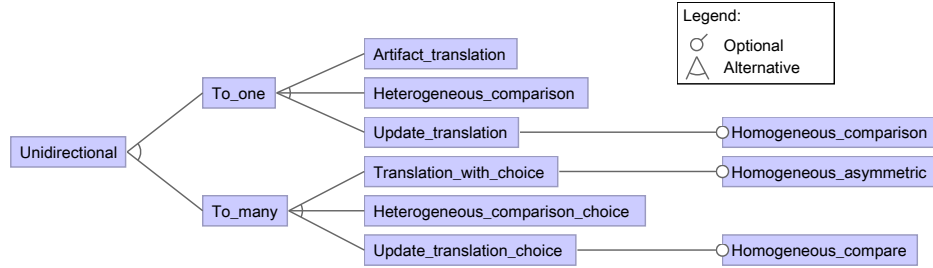 Legend:
Optional
Alternative
Artifact_translation
To_one
Heterogeneous_comparison
Update_translation
Homogeneous_comparison
Unidirectional
Translation_with_choice
Homogeneous_asymmetric
To_many
Heterogeneous_comparison_choice
Update_translation_choice
Homogeneous_compare